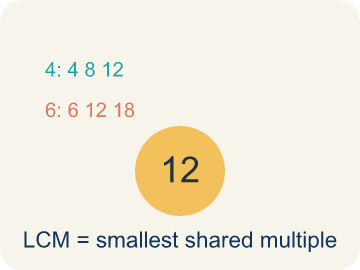 4: 4 8 12
6: 6 12 18
12
LCM = smallest shared multiple